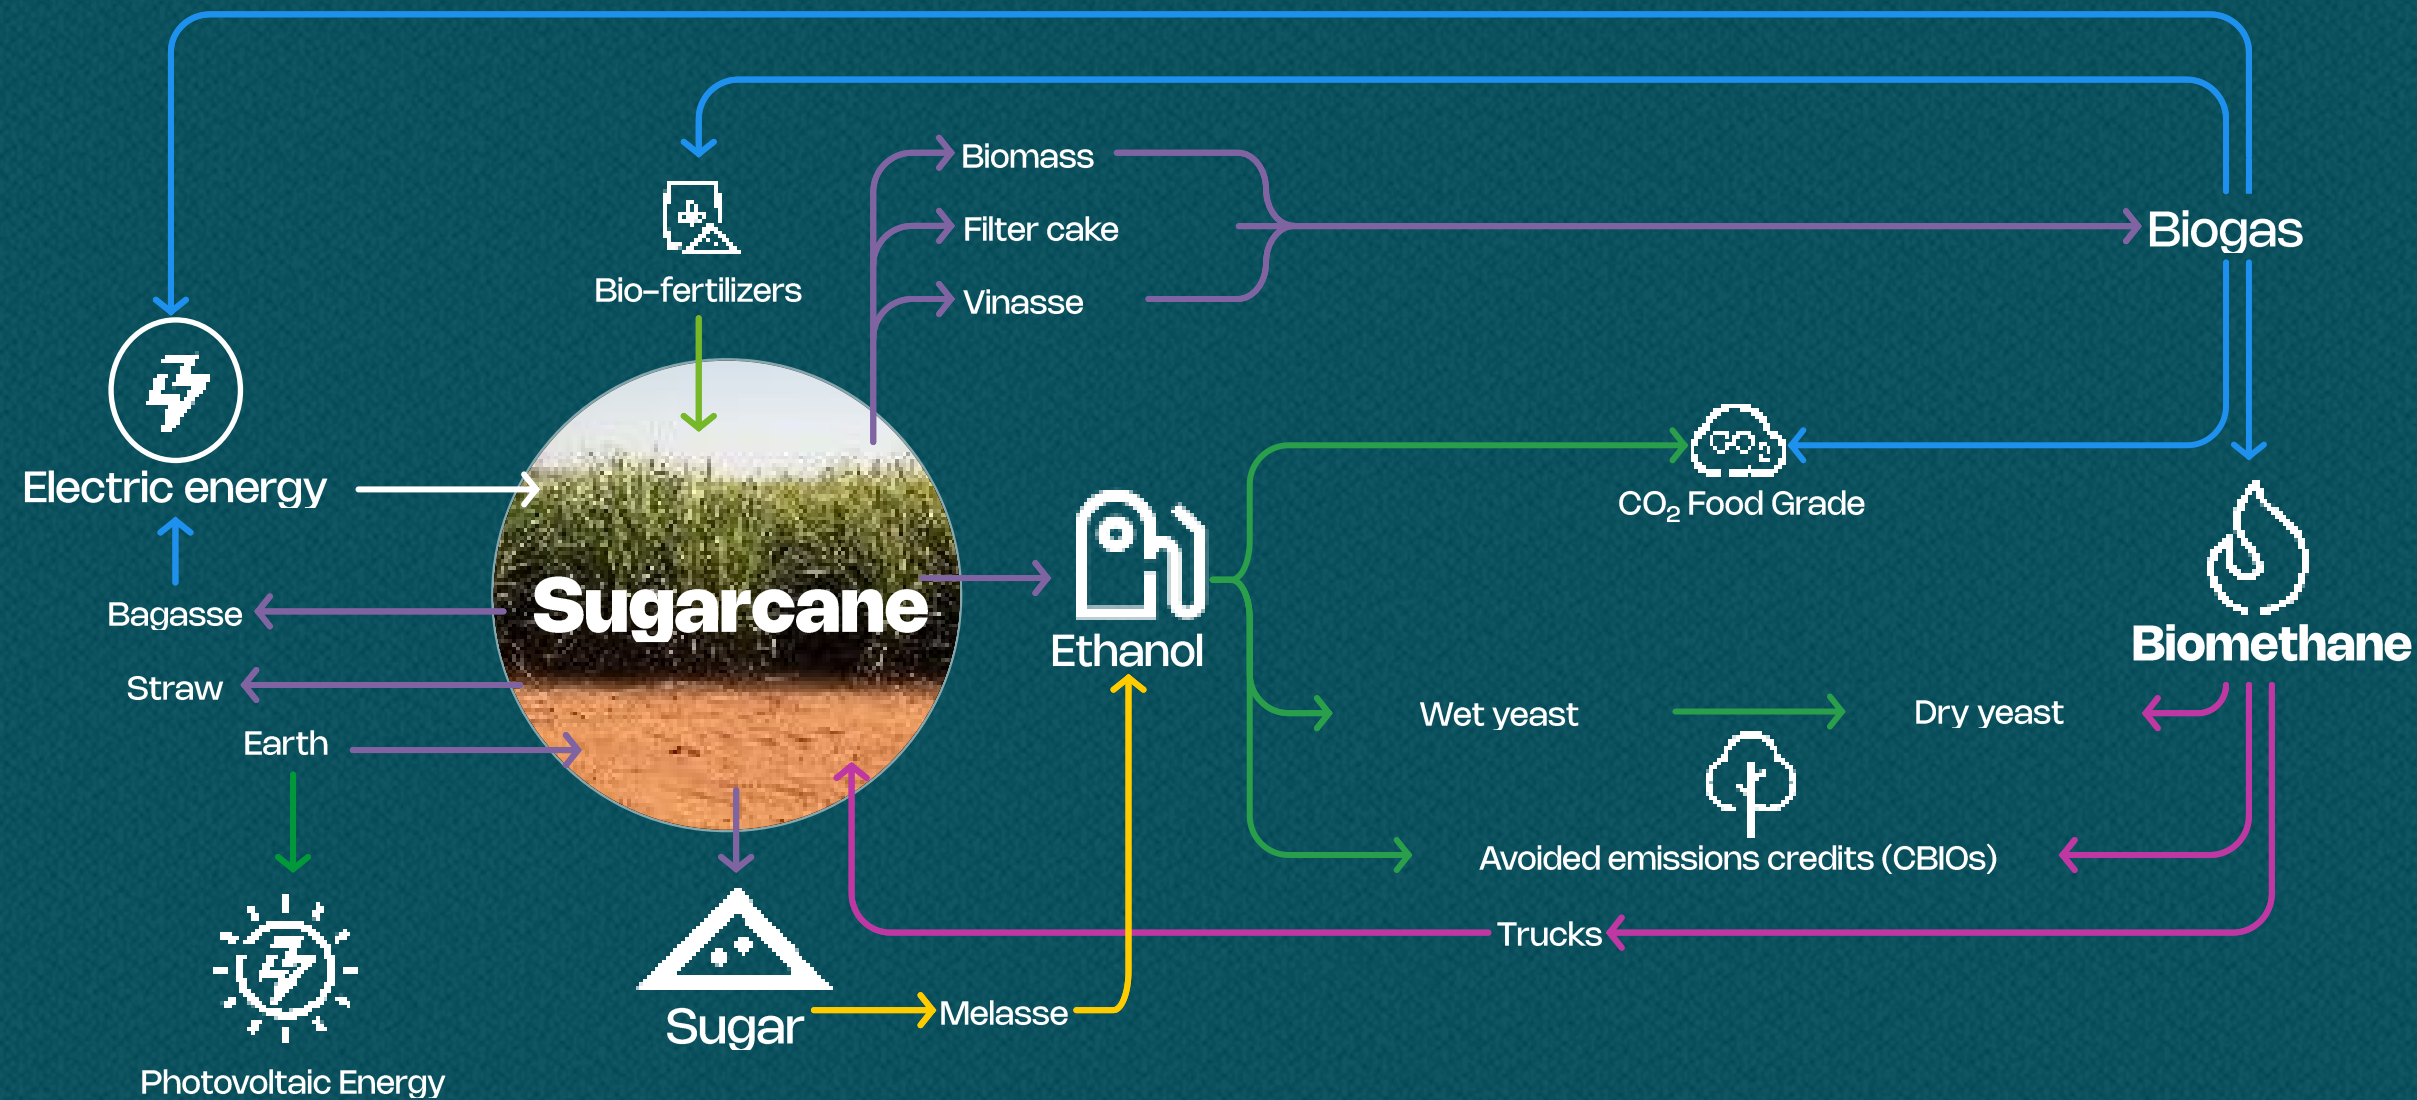 Biomass
Filter cake
Biogas
Bio-fertilizers
Vinasse
Electric energy
CO₂ Food Grade
Sugarcane
Bagasse
Ethanol
Biomethane
Straw
Wet yeast
Dry yeast
Earth
Avoided emissions credits (CBIOs)
Trucks
Sugar
Melasse
Photovoltaic Energy